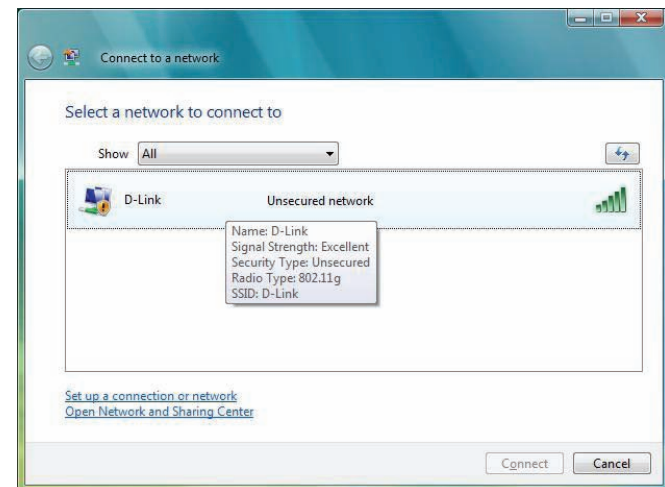 Connect to a network
Select a network to connect to
Show All
D-Link Unsecured network
Name: D-Link
Signal Strength: Excellent
Security Type: Unsecured
Radio Type: 802.11g
SSID: D-Link
Set up a connection or network
Open Network and Sharing Center
Connect Cancel